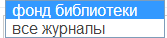 фонд библиотеки
все журналы